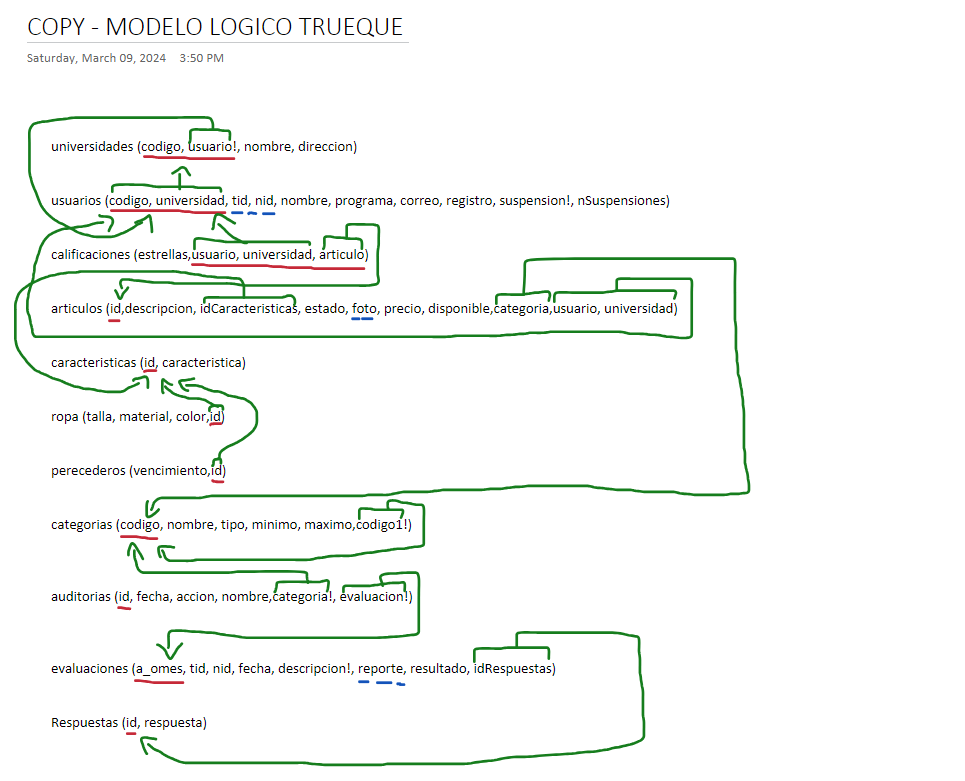 COPY - MODELO LOGICO TRUEQUE
Saturday, March 09, 2024 3:50 PM
universidades (codigo, usuario!, nombre, direccion)
usuarios (codigo, universidad, tid, nid, nombre, programa, correo, registro, suspension!, nSuspensiones)
calificaciones (estrellas,usuario, universidad, articulo)
articulos (id,descripcion, idCaracteristicas, estado, foto, precio, disponible,categoria,usuario, universidad)
caracteristicas (id, caracteristica)
ropa (talla, material, color,id)
perecederos (vencimiento,id)
categorias (codigo, nombre, tipo, minimo, maximo,codigo1!)
auditorias (id, fecha, accion, nombre,categoria!, evaluacion!)
evaluaciones (a_omes, tid, nid, fecha, descripcion!, reporte, resultado, idRespuestas)
Respuestas (id, respuesta)